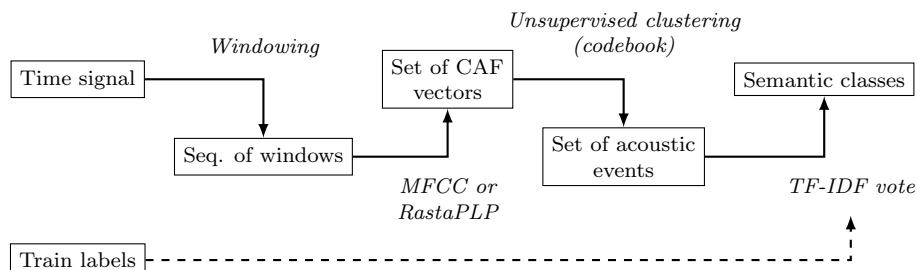 Unsupervised clustering
(codebook)
Windowing
Time signal
Set of CAF
vectors
Semantic classes
Seq. of windows
Set of acoustic
events
MFCC or
RastaPLP
TF-IDF vote
Train labels